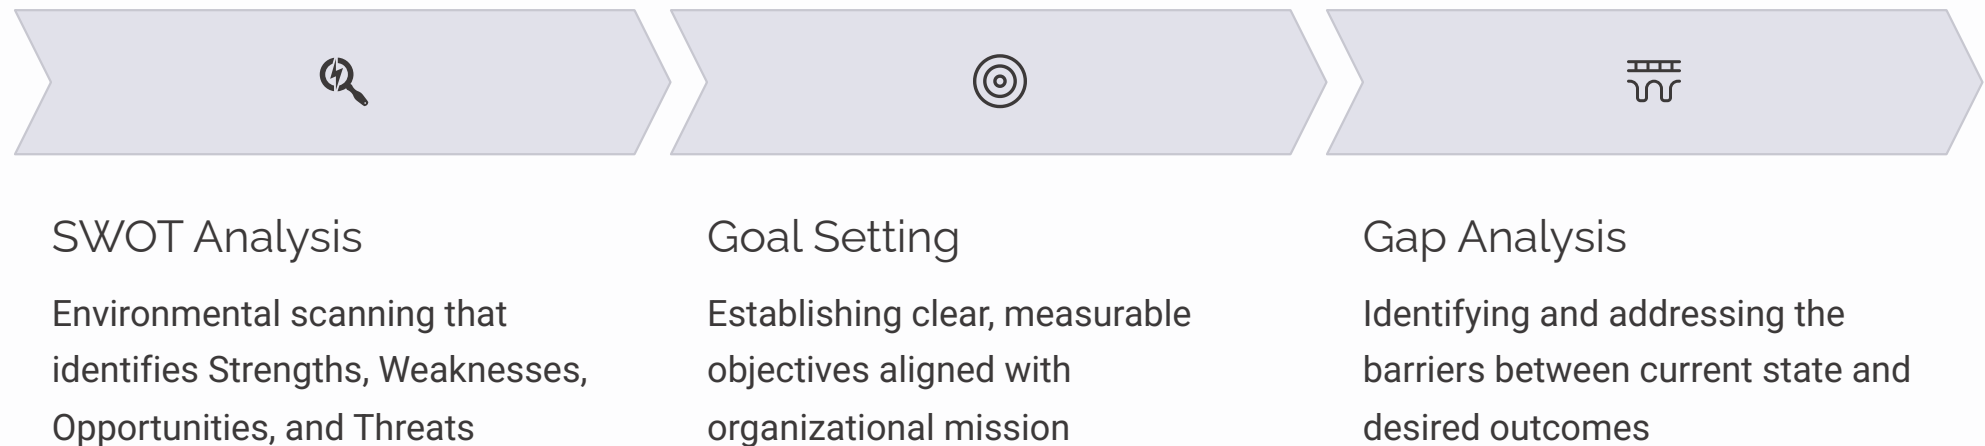 SWOT Analysis
Environmental scanning that
identifies Strengths, Weaknesses,
Opportunities, and Threats
Goal Setting
Establishing clear, measurable
objectives aligned with
organizational mission
Gap Analysis
Identifying and addressing the
barriers between current state and
desired outcomes